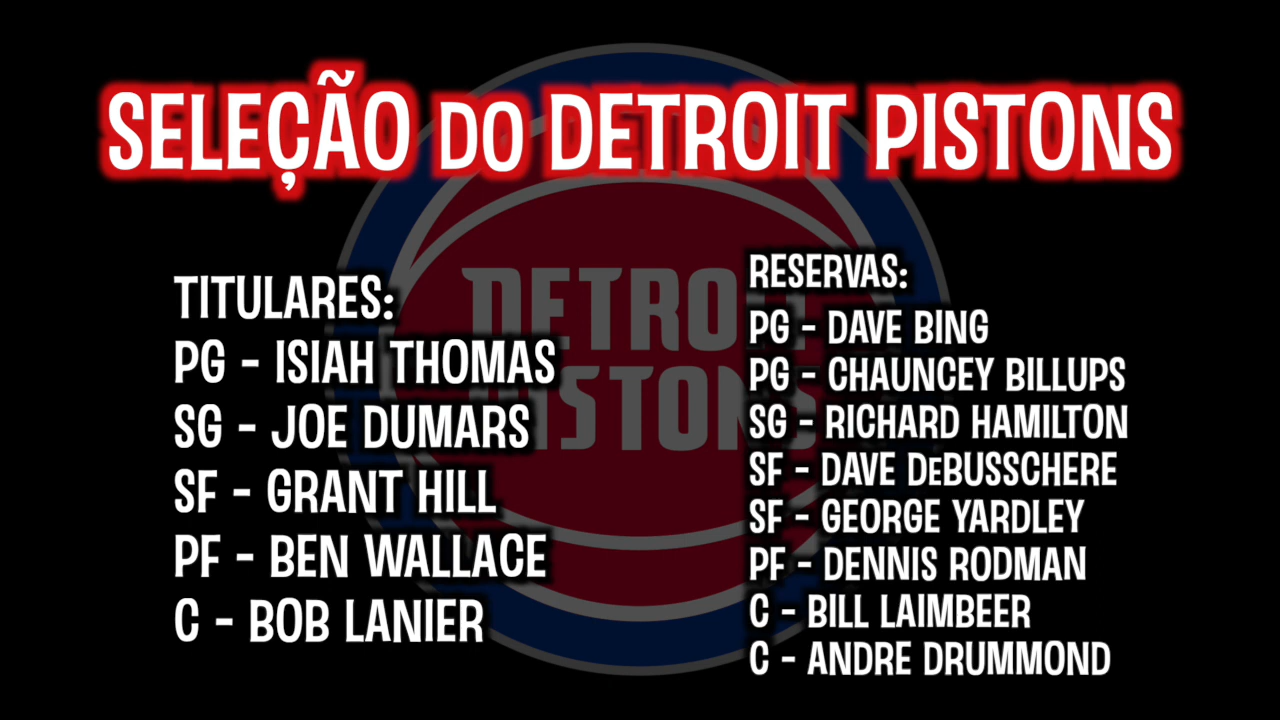 SELEÇÃO DO DETROIT PISTONS
TITULARES:
PG - ISIAH THOMAS
SG - JOE DUMARS
SF - GRANT HILL
PF - BEN WALLACE
C - BOB LANIER
RESERVAS:
PG - DAVE BING
PG - CHAUNCEY BILLUPS
SG - RICHARD HAMILTON
SF - DAVE DeBUSSCHERE
SF - GEORGE YARDLEY
PF - DENNIS RODMAN
C - BILL LAIMBEER
C - ANDRE DRUMMOND
DETROIT
PISTONS